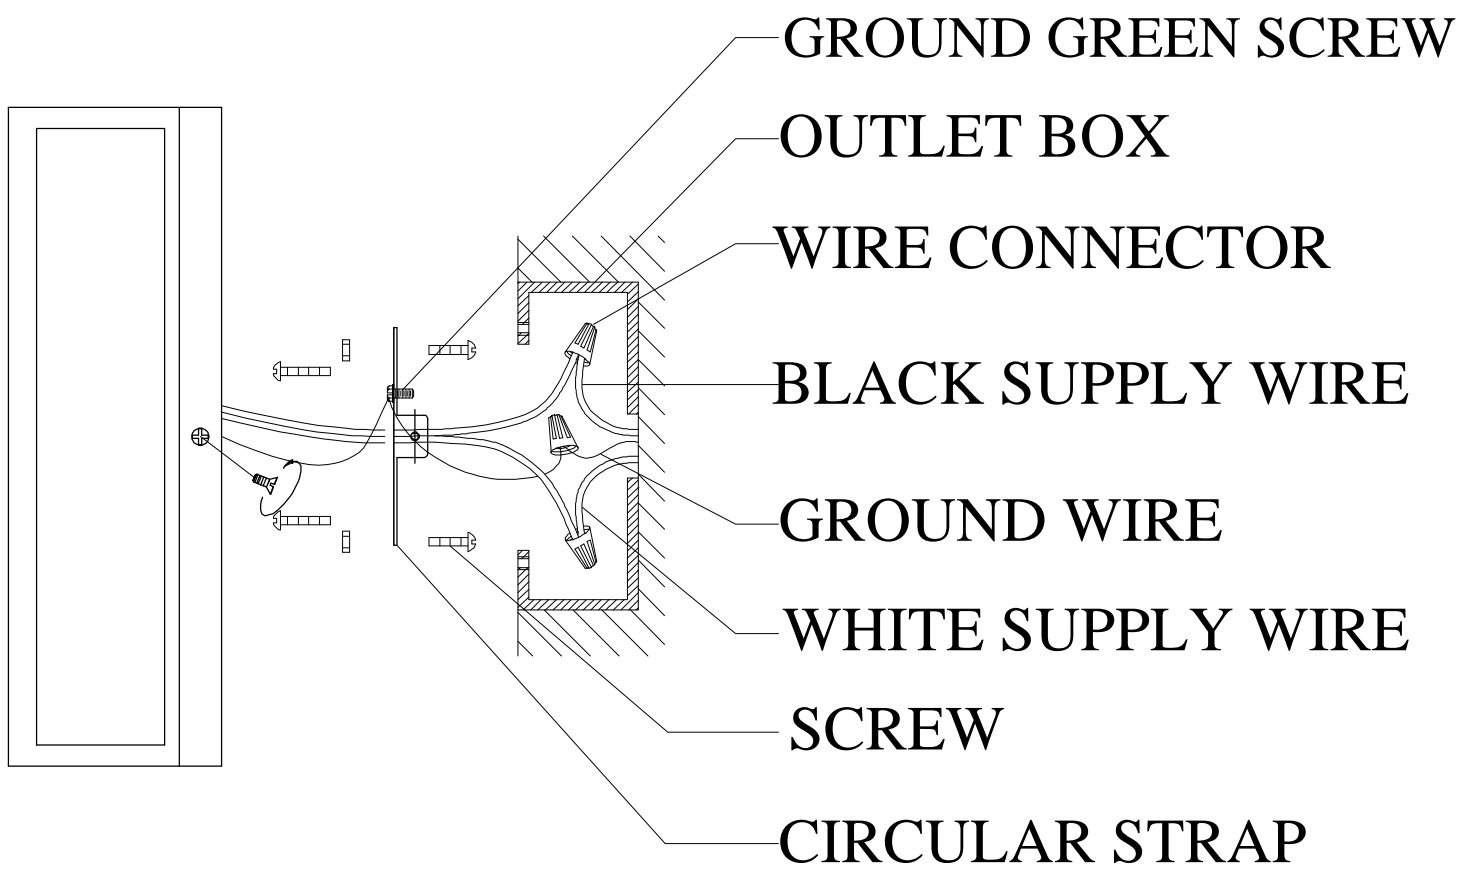 GROUND GREEN SCREW
OUTLET BOX
WIRE CONNECTOR
BLACK SUPPLY WIRE
GROUND WIRE
WHITE SUPPLY WIRE
SCREW
CIRCULAR STRAP